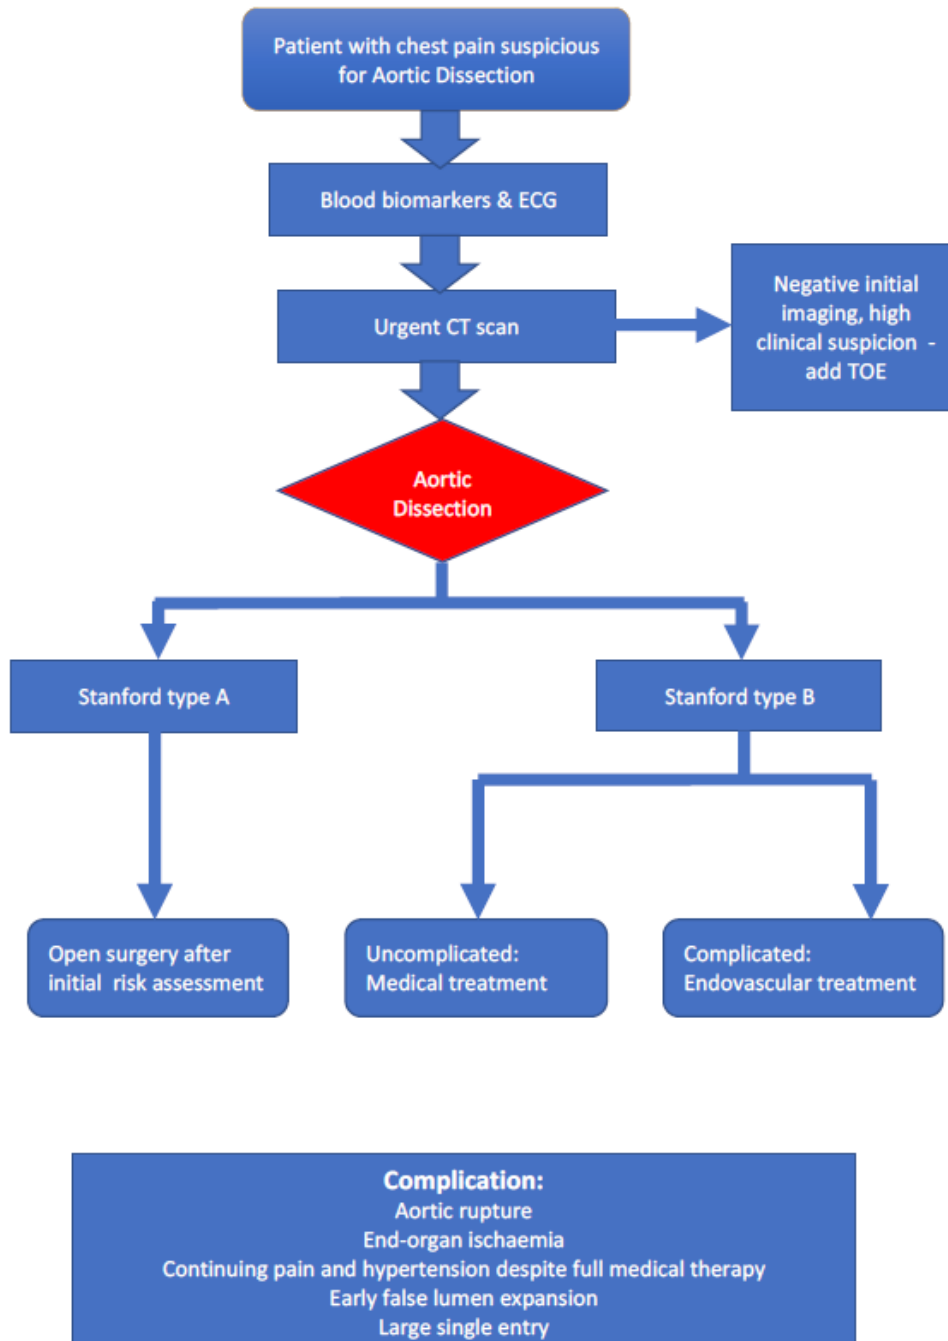 Patient with chest pain suspicious
for Aortic Dissection
Blood biomarkers & ECG
Urgent CT scan
Negative initial
imaging, high
clinical suspicion -
add TOE
Aortic
Dissection
Stanford type A
Stanford type B
Open surgery after
initial risk assessment
Uncomplicated:
Medical treatment
Complicated:
Endovascular treatment
Complication:
Aortic rupture
End-organ ischaemia
Continuing pain and hypertension despite full medical therapy
Early false lumen expansion
Large single entry